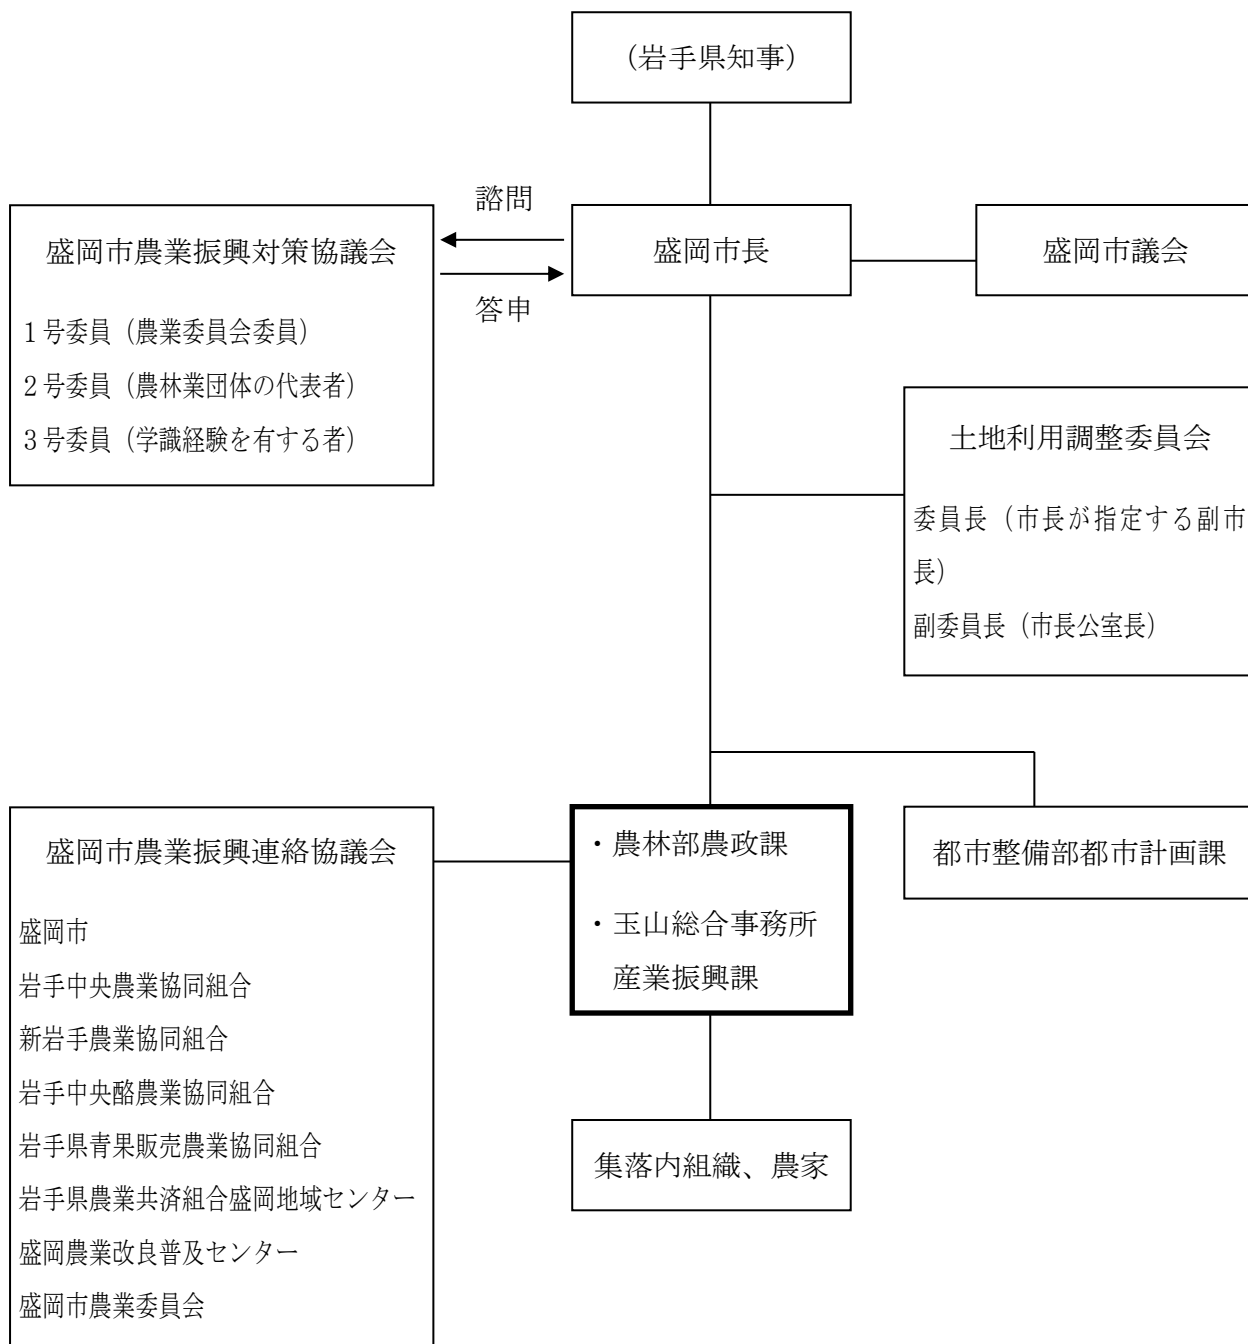 （岩手県知事）
諮問
盛岡市農業振興対策協議会
１号委員（農業委員会委員）
２号委員（農林業団体の代表者）
３号委員（学識経験を有する者）
答申
盛岡市長
盛岡市議会
土地利用調整委員会
委員長（市長が指定する副市
長）
副委員長（市長公室長）
盛岡市農業振興連絡協議会
盛岡市
岩手中央農業協同組合
新岩手農業協同組合
岩手中央酪農業協同組合
岩手県青果販売農業協同組合
岩手県農業共済組合盛岡地域センター
盛岡農業改良普及センター
盛岡市農業委員会
・農林部農政課
・玉山総合事務所
産業振興課
都市整備部都市計画課
集落内組織、農家